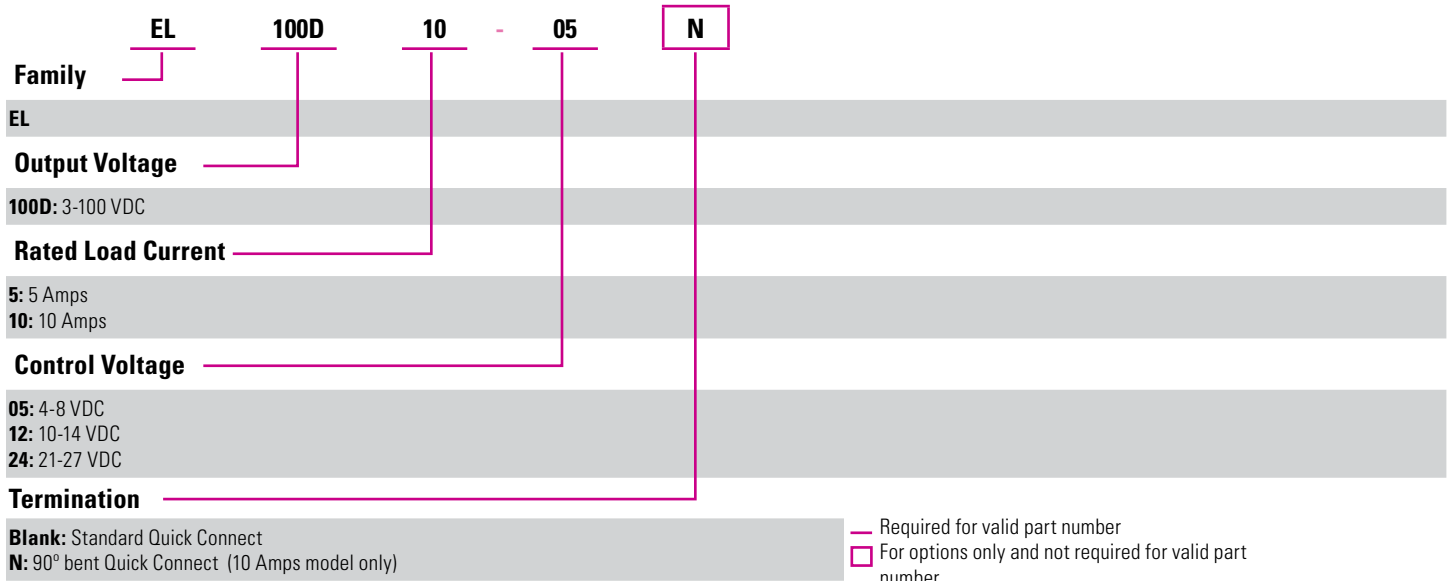 EL 100D 10 - 05 N
Family
EL
Output Voltage
100D: 3-100 VDC
Rated Load Current
5: 5 Amps
10: 10 Amps
Control Voltage
05: 4-8 VDC
12: 10-14 VDC
24: 21-27 VDC
Termination
Blank: Standard Quick Connect
N: 90º bent Quick Connect (10 Amps model only)
Required for valid part number
For options only and not required for valid part
number